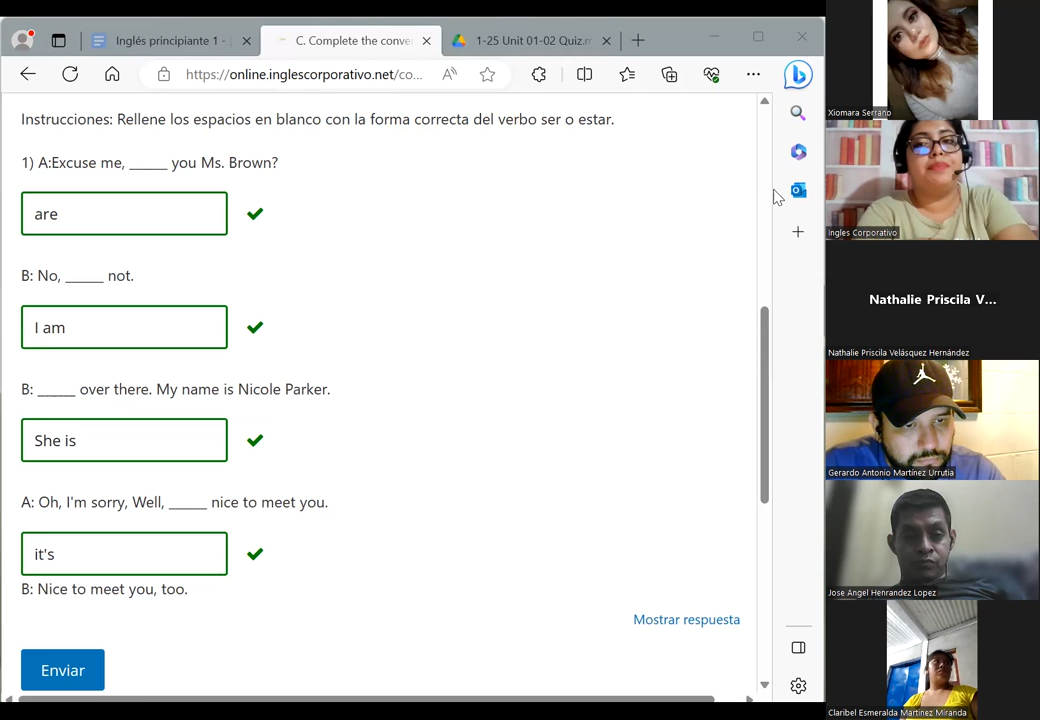 Inglés principiante 1 -
C. Complete the conve
1-25 Unit 01-02 Quiz.m
https://online.inglescorporativo.net/co...
Instrucciones: Rellene los espacios en blanco con la forma correcta del verbo ser o estar.
1) A:Excuse me, _____ you Ms. Brown?
are
B: No, _____ not.
I am
B: _____ over there. My name is Nicole Parker.
She is
A: Oh, I'm sorry, Well, _____ nice to meet you.
it's
B: Nice to meet you, too.
Mostrar respuesta
Enviar
Xiomara Serrano
Ingles Corporativo
Nathalie Priscila V...
Nathalie Priscila Velásquez Hernández
Gerardo Antonio Martínez Urrutia
Jose Angel Henrandez Lopez
Claribel Esmeralda Martínez Miranda